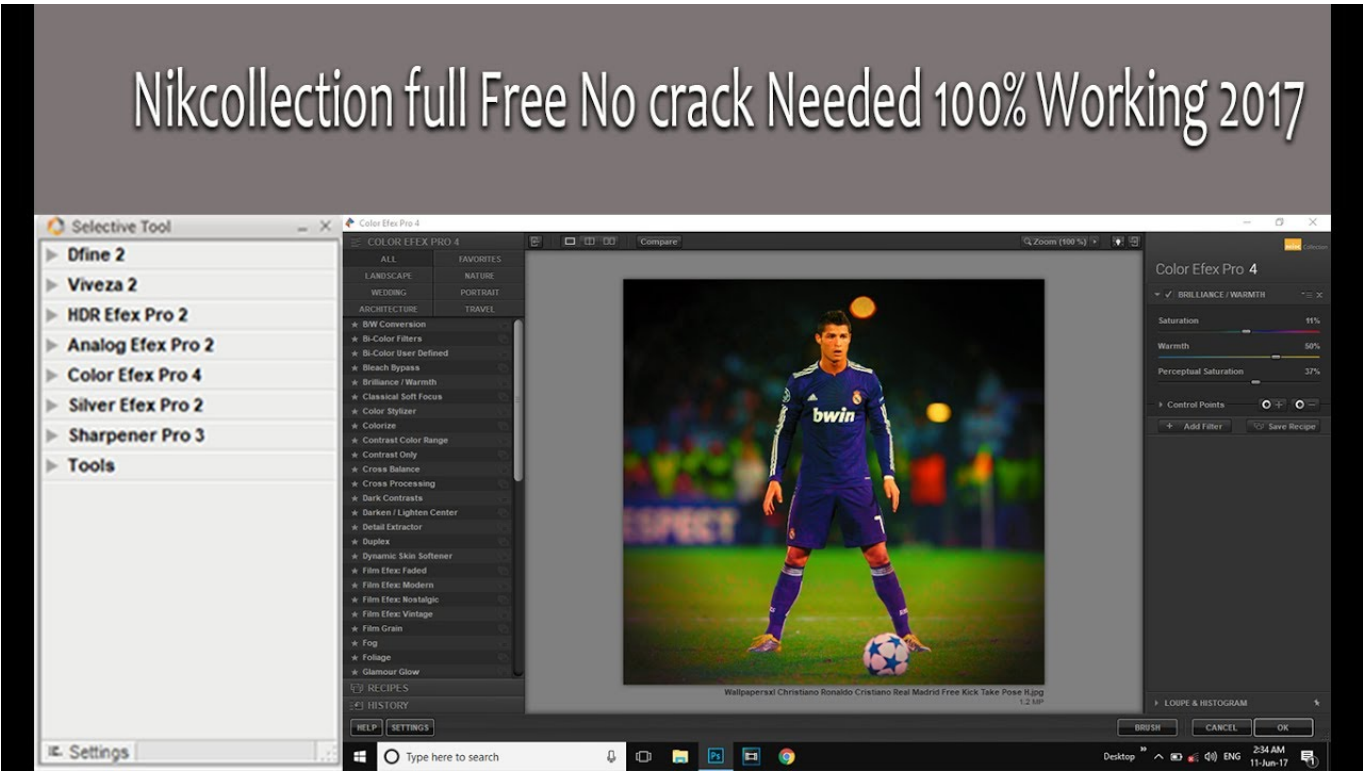 Nikcollection full Free No crack Needed 100% Working 2017
Selective Tool
Dfine 2
Viveza 2
HDR Efex Pro 2
Analog Efex Pro 2
Color Efex Pro 4
Silver Efex Pro 2
Sharpener Pro 3
Tools
Settings
Color Efex Pro 4
COLOR EFEX PRO 4
Compare
Zoom (100 %)
ALL FAVORITES
LANDSCAPE NATURE
WEDDING PORTRAIT
ARCHITECTURE TRAVEL
B/W Conversion
Bi-Color Filters
Bi-Color User Defined
Bleach Bypass
Brilliance / Warmth
Classical Soft Focus
Color Stylizer
Colorize
Contrast Color Range
Contrast Only
Cross Balance
Cross Processing
Dark Contrasts
Darken / Lighten Center
Detail Extractor
Duplex
Dynamic Skin Softener
Film Efex: Faded
Film Efex: Modern
Film Efex: Nostalgic
Film Efex: Vintage
Film Grain
Fog
Foliage
Glamour Glow
RECIPES
HISTORY
HELP SETTINGS
bwin
7
RESPECT
Wallpapersxl Christiano Ronaldo Cristiano Real Madrid Free Kick Take Pose H.jpg
1.2 MP
Collection
Color Efex Pro 4
BRILLIANCE / WARMTH
Saturation 11%
Warmth 50%
Perceptual Saturation 37%
Control Points
Add Filter Save Recipe
LOUPE & HISTOGRAM
BRUSH CANCEL OK
Type here to search
Ps
Desktop
ENG
2:34 AM
11-Jun-17